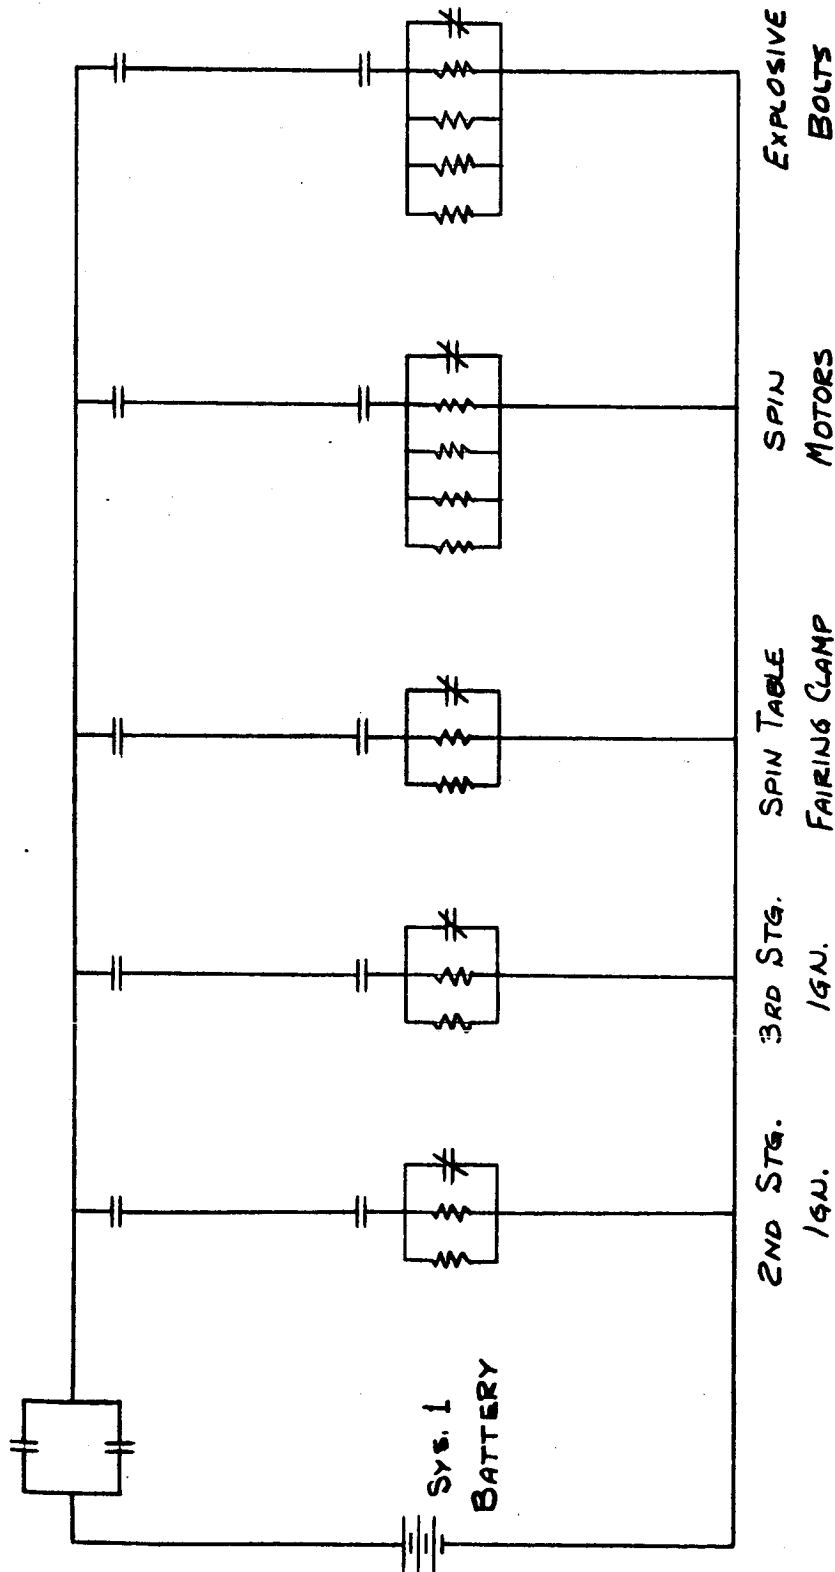 SYS. 1
BATTERY
2ND STG.
IGN.
3RD STG.
IGN.
SPIN TABLE
FAIRING CLAMP
SPIN
MOTORS
EXPLOSIVE
BOLTS